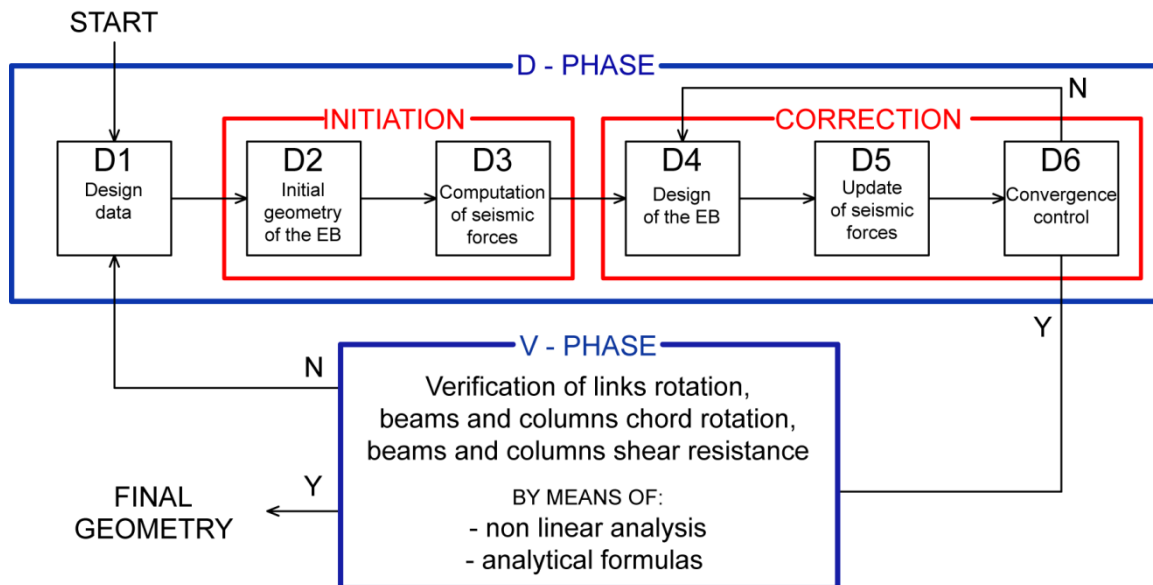 START
D - PHASE
N
INITIATION
CORRECTION
D1
Design
data
D2
Initial
geometry
of the EB
D3
Computation
of seismic
forces
D4
Design
of the EB
D5
Update
of seismic
forces
D6
Convergence
control
Y
V - PHASE
N
Verification of links rotation,
beams and columns chord rotation,
beams and columns shear resistance
BY MEANS OF:
- non linear analysis
- analytical formulas
Y
FINAL
GEOMETRY